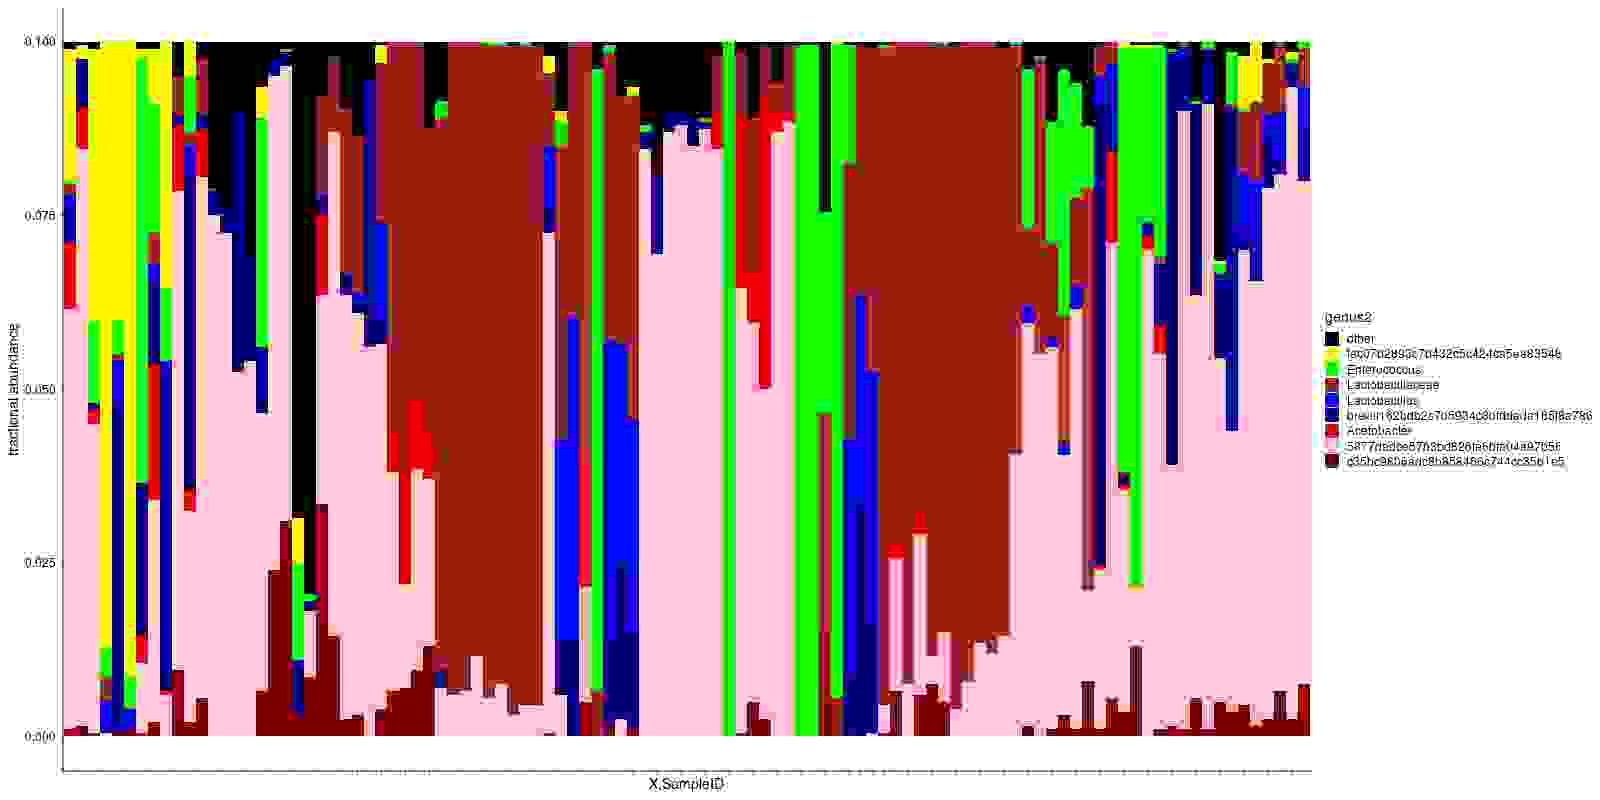 0.100
0.075
0.050
0.025
0.000
fractional abundance
X.SampleID
genus2
other
Enterococcus
Lactobacillaceae
Lactobacillus
Acetobacter